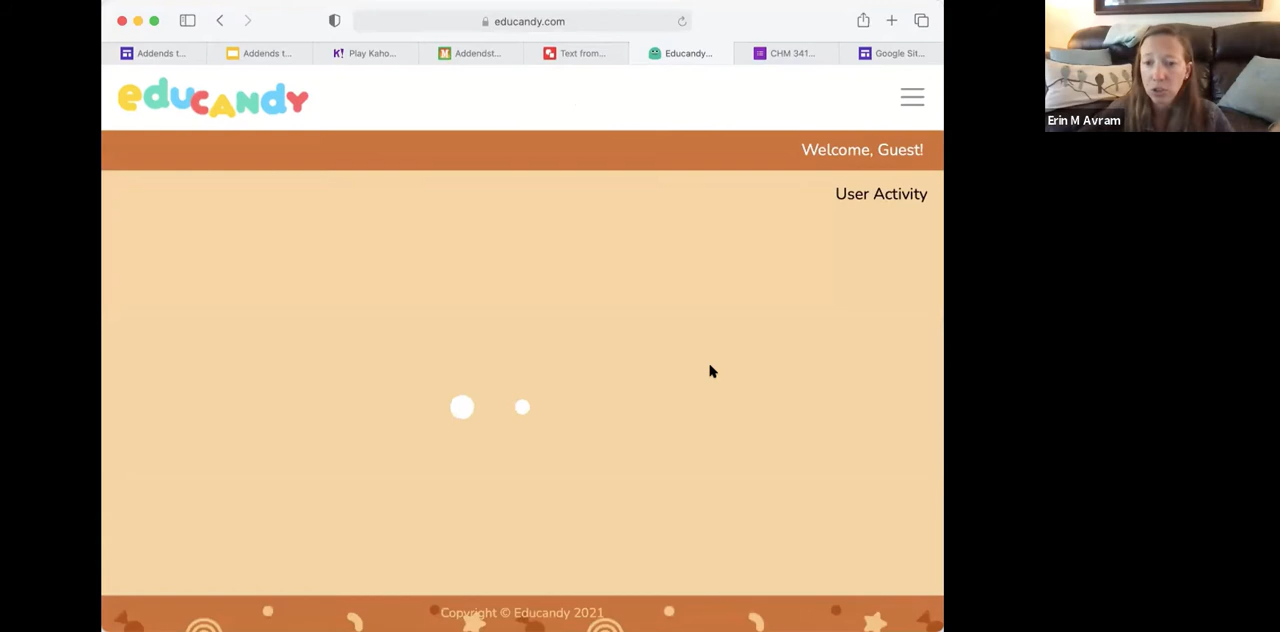 educandy.com
Addends t...
Addends t...
K! Play Kaho...
Addendst...
Text from...
Educandy...
CHM 341...
Google Sit...
educandy
Welcome, Guest!
User Activity
Copyright © Educandy 2021
Erin M Avram